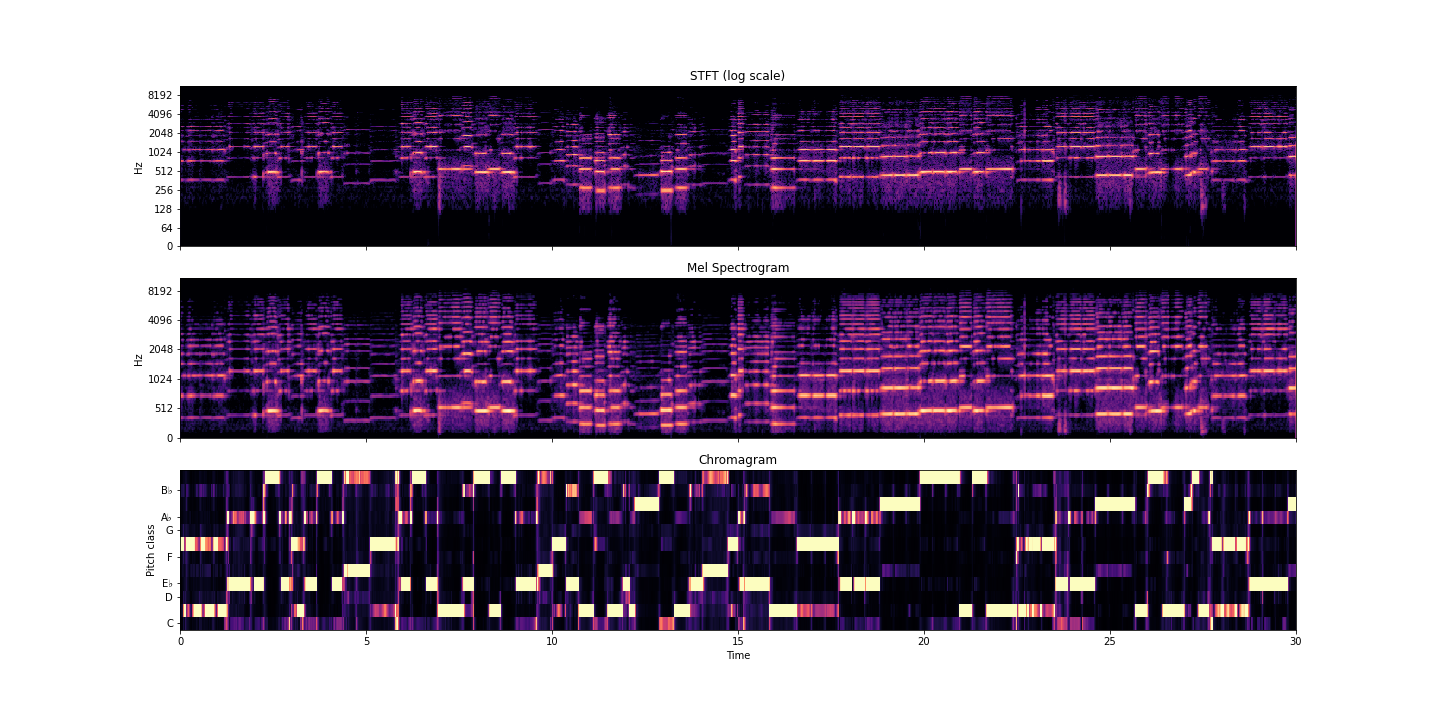 STFT (log scale)
8192
4096
2048
1024
512
256
128
64
0
Hz
Mel Spectrogram
8192
4096
2048
1024
512
0
Hz
Chromagram
B♭
A♭
G
F
E♭
D
C
Pitch class
0 5 10 15 20 25 30
Time